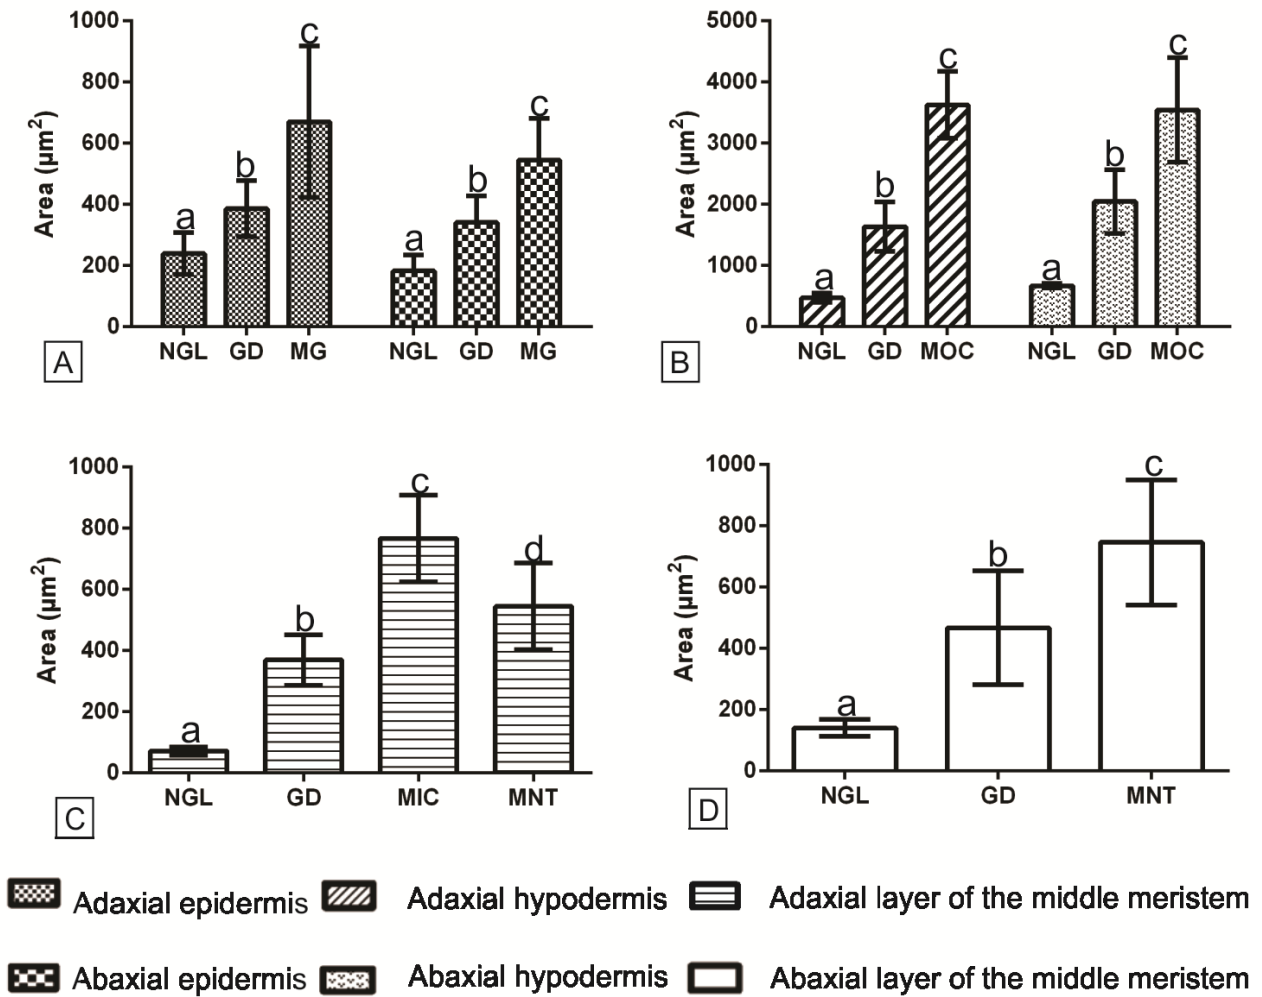 1000
800
600
400
200
0
Area (µm²)
a
b
c
a
b
c
NGL GD MG NGL GD MG
A
5000
4000
3000
2000
1000
0
Area (µm²)
a
b
c
a
b
c
NGL GD MOC NGL GD MOC
B
1000
800
600
400
200
0
Area (µm²)
a
b
c
d
NGL GD MIC MNT
C
1000
800
600
400
200
0
Area (µm²)
a
b
c
NGL GD MNT
D
Adaxial epidermis Adaxial hypodermis Adaxial layer of the middle meristem
Abaxial epidermis Abaxial hypodermis Abaxial layer of the middle meristem